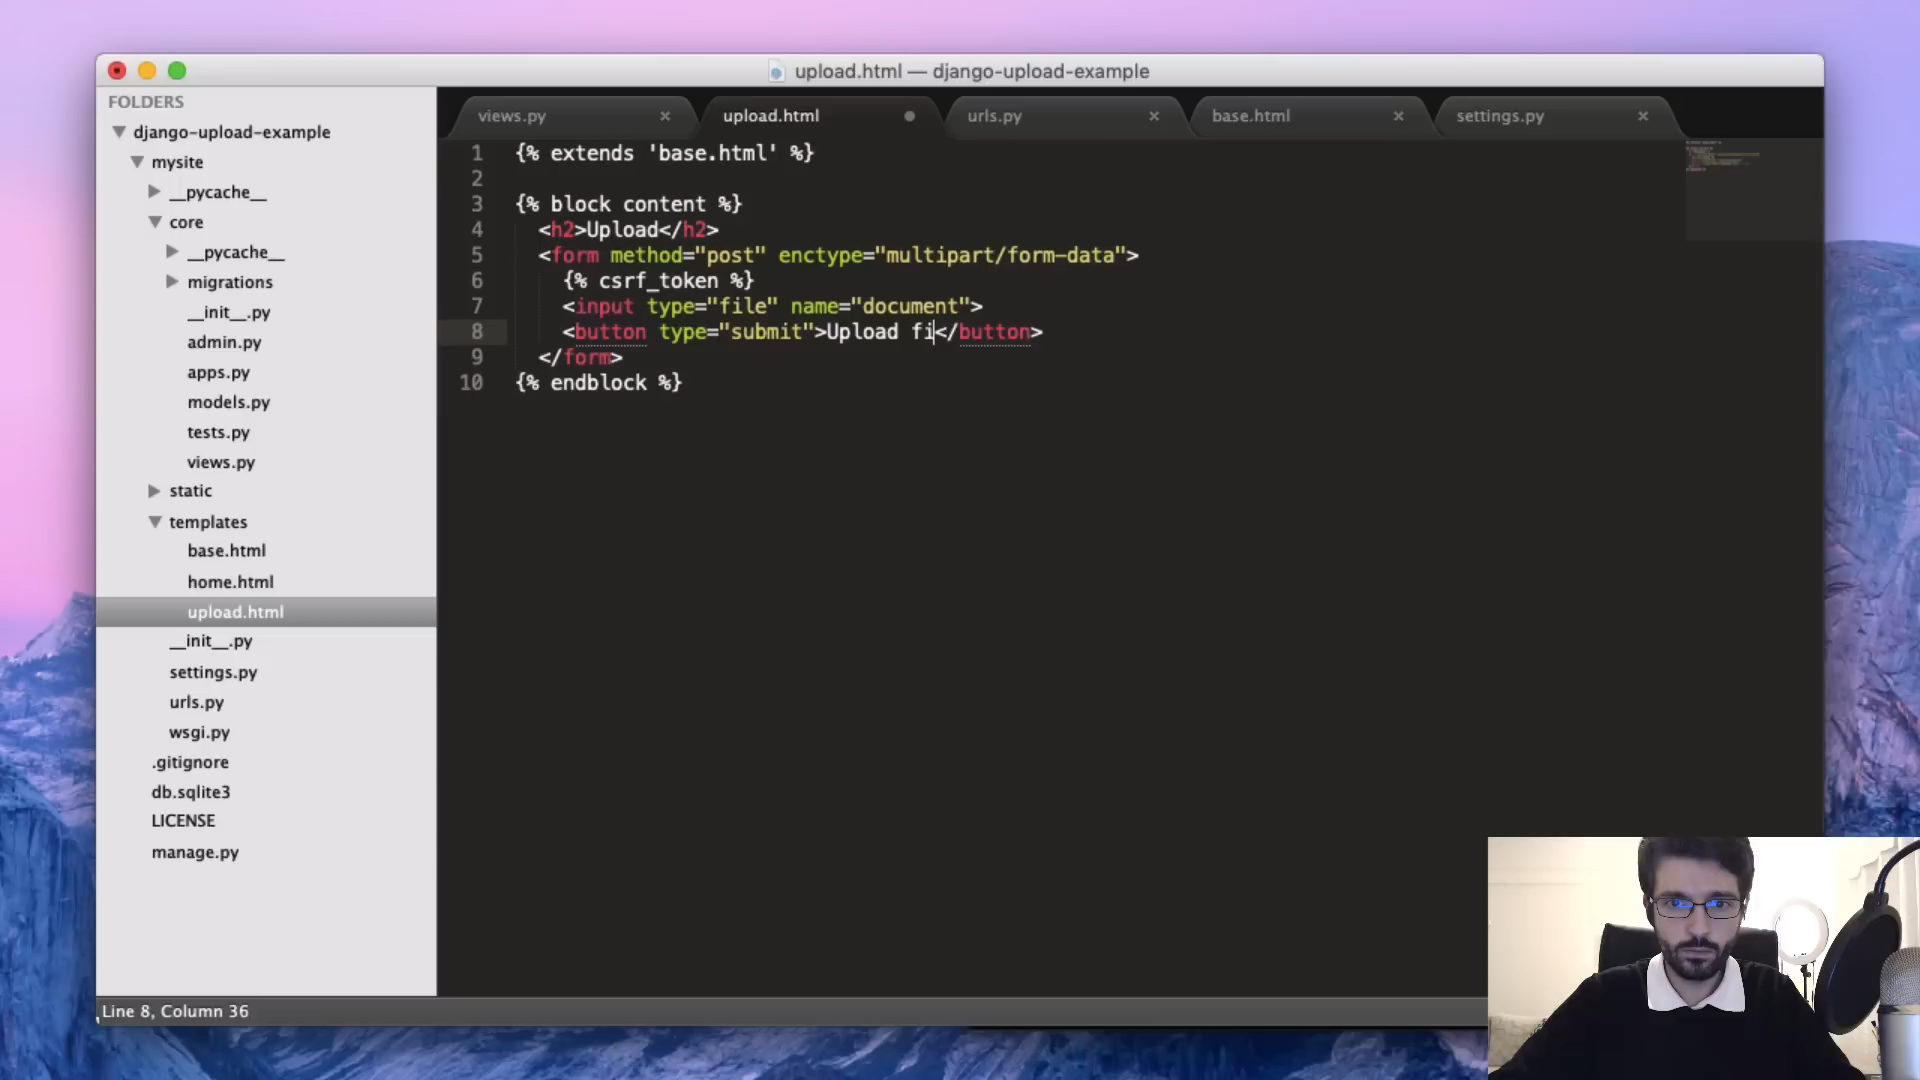 upload.html — django-upload-example
FOLDERS
django-upload-example
mysite
__pycache__
core
__pycache__
migrations
__init__.py
admin.py
apps.py
models.py
tests.py
views.py
static
templates
base.html
home.html
upload.html
__init__.py
settings.py
urls.py
wsgi.py
.gitignore
db.sqlite3
LICENSE
manage.py
views.py × upload.html urls.py × base.html × settings.py ×
1 {% extends 'base.html' %}
2
3 {% block content %}
4 <h2>Upload</h2>
5 <form method="post" enctype="multipart/form-data">
6 {% csrf_token %}
7 <input type="file" name="document">
8 <button type="submit">Upload fi</button>
9 </form>
10 {% endblock %}
Line 8, Column 36